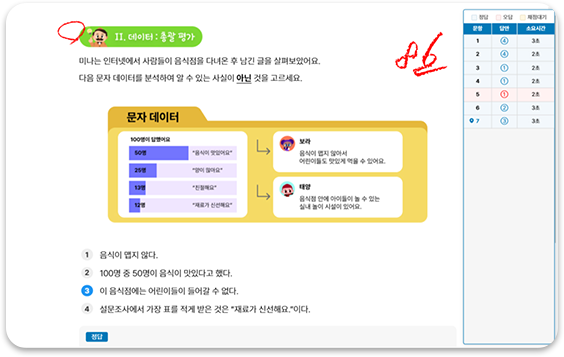 II. 데이터 : 총괄 평가
86
미나는 인터넷에서 사람들이 음식점을 다녀온 후 남긴 글을 살펴보았어요.
다음 문자 데이터를 분석하여 알 수 있는 사실이 아닌 것을 고르세요.
문자 데이터
100명이 답했어요
50명 “음식이 맛있어요”
25명 “양이 많아요”
13명 “친절해요”
12명 “재료가 신선해요”
보라
음식이 맵지 않아서
어린이들도 맛있게 먹을 수 있어요.
태양
음식점 안에 아이들이 놀 수 있는
실내 놀이 시설이 있어요.
1 음식이 맵지 않다.
2 100명 중 50명이 음식이 맛있다고 했다.
3 이 음식점에는 어린이들이 들어갈 수 없다.
4 설문조사에서 가장 표를 적게 받은 것은 “재료가 신선해요.”이다.
정답
정답 오답 채점대기
문항 답안 소요시간
1 ④ 3초
2 ④ 2초
3 ① 2초
4 ① 2초
5 ① 2초
6 ② 3초
7 ③ 3초